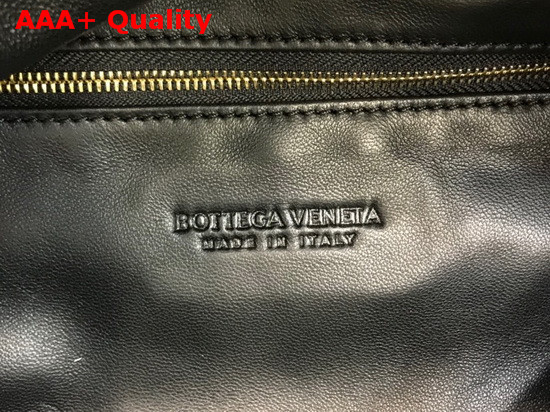 AAA+ Quality
BOTTEGA VENETA
MADE IN ITALY